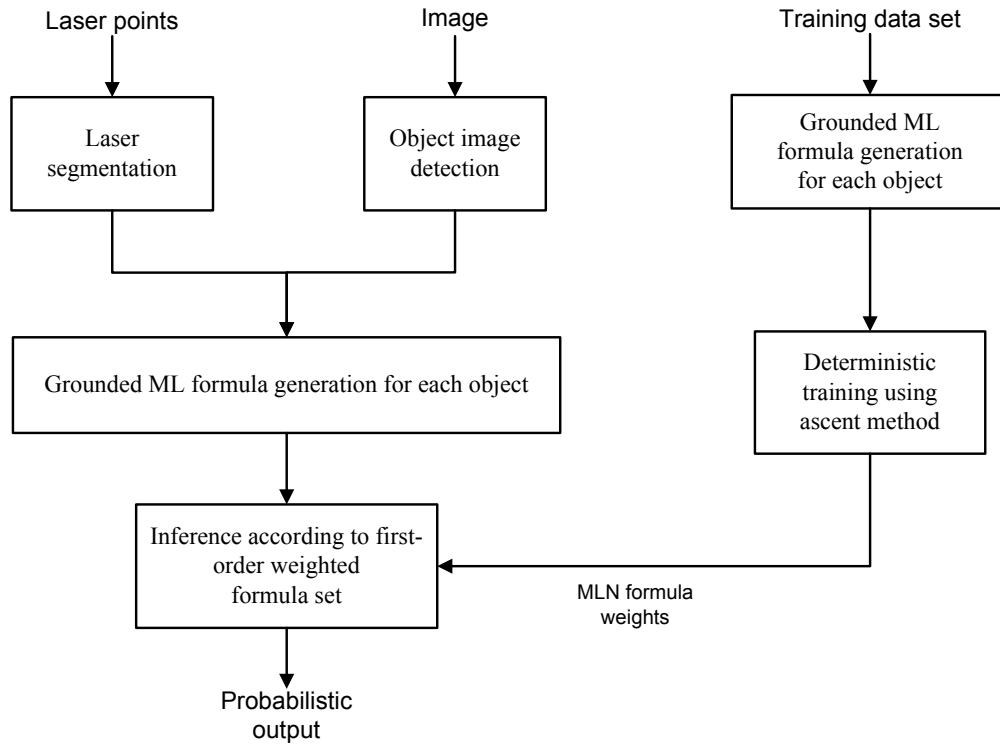 Laser points
Image
Training data set
Laser
segmentation
Object image
detection
Grounded ML
formula generation
for each object
Grounded ML formula generation for each object
Deterministic
training using
ascent method
Inference according to first-
order weighted
formula set
MLN formula
weights
Probabilistic
output